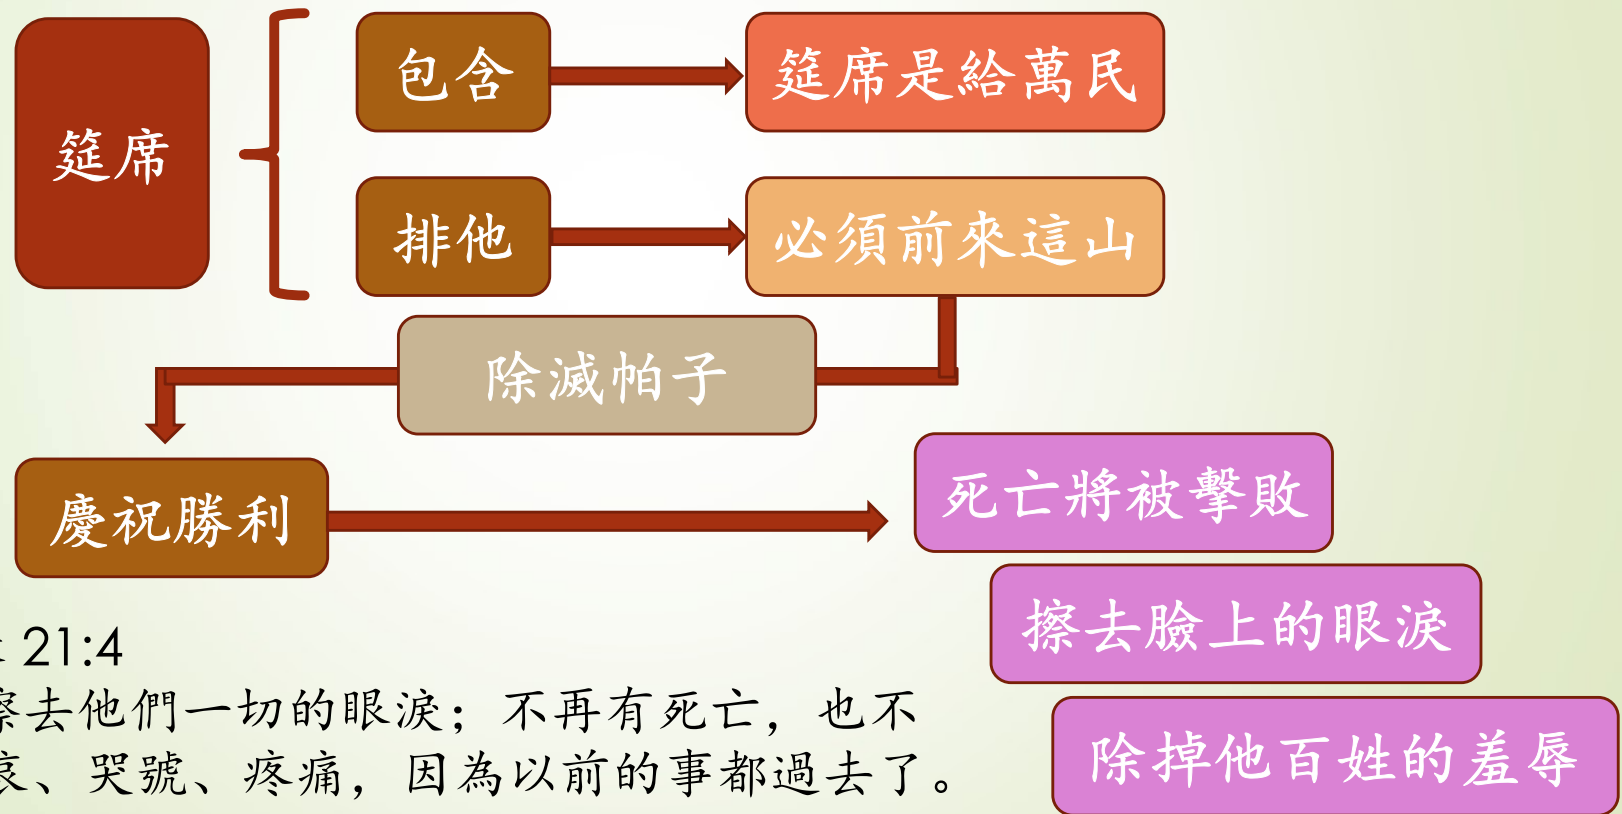 筵席
包含
筵席是給萬民
排他
必須前來這山
除滅帕子
慶祝勝利
死亡將被擊敗
擦去臉上的眼淚
除掉他百姓的羞辱
21:4
擦去他們一切的眼淚；不再有死亡，也不
哀、哭號、疼痛，因為以前的事都過去了。